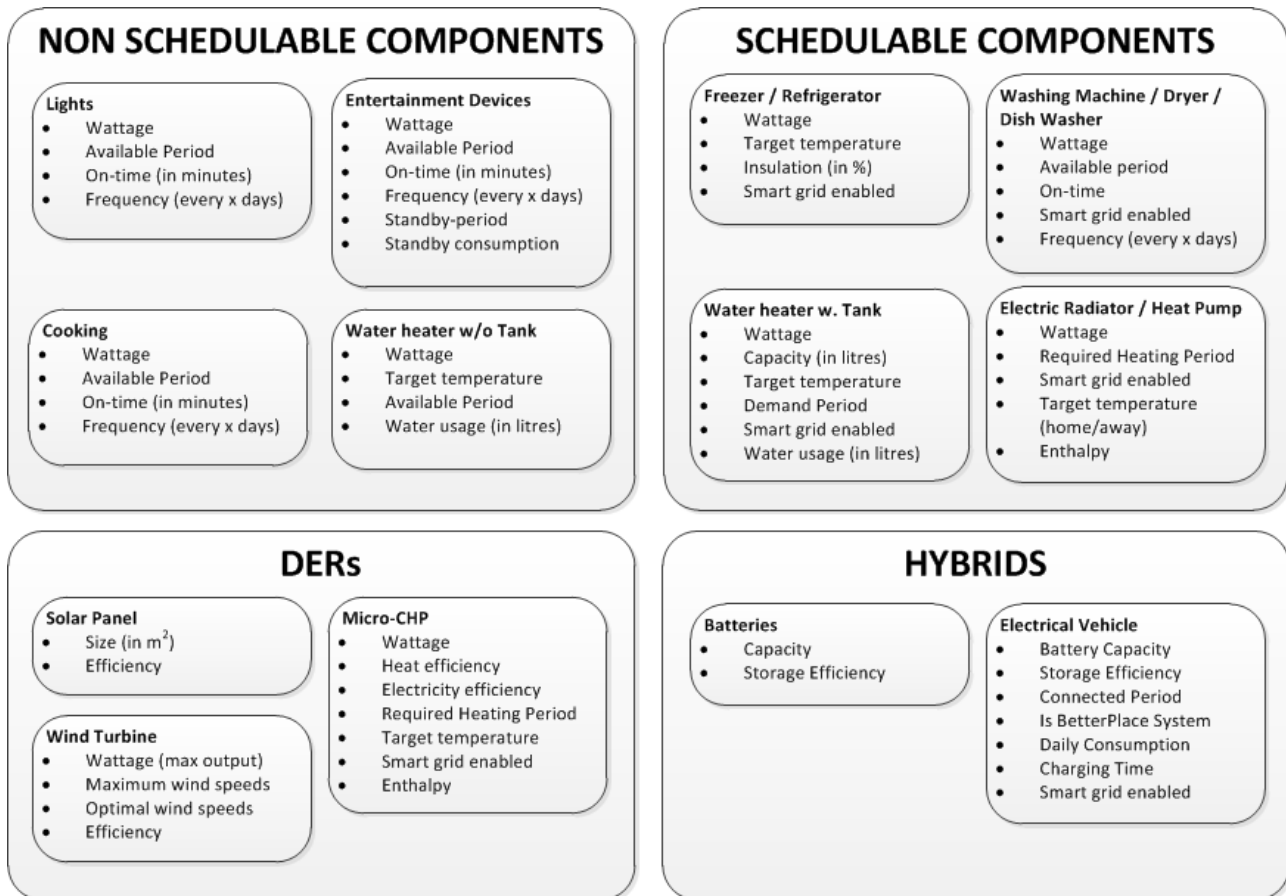 NON SCHEDULABLE COMPONENTS
Lights
• Wattage
• Available Period
• On-time (in minutes)
• Frequency (every x days)
Entertainment Devices
• Wattage
• Available Period
• On-time (in minutes)
• Frequency (every x days)
• Standby-period
• Standby consumption
Cooking
• Wattage
• Available Period
• On-time (in minutes)
• Frequency (every x days)
Water heater w/o Tank
• Wattage
• Target temperature
• Available Period
• Water usage (in litres)
SCHEDULABLE COMPONENTS
Freezer / Refrigerator
• Wattage
• Target temperature
• Insulation (in %)
• Smart grid enabled
Washing Machine / Dryer /
Dish Washer
• Wattage
• Available period
• On-time
• Smart grid enabled
• Frequency (every x days)
Water heater w. Tank
• Wattage
• Capacity (in litres)
• Target temperature
• Demand Period
• Smart grid enabled
• Water usage (in litres)
Electric Radiator / Heat Pump
• Wattage
• Required Heating Period
• Smart grid enabled
• Target temperature
(home/away)
• Enthalpy
DERs
Solar Panel
• Size (in m²)
• Efficiency
Wind Turbine
• Wattage (max output)
• Maximum wind speeds
• Optimal wind speeds
• Efficiency
Micro-CHP
• Wattage
• Heat efficiency
• Electricity efficiency
• Required Heating Period
• Target temperature
• Smart grid enabled
• Enthalpy
HYBRIDS
Batteries
• Capacity
• Storage Efficiency
Electrical Vehicle
• Battery Capacity
• Storage Efficiency
• Connected Period
• Is BetterPlace System
• Daily Consumption
• Charging Time
• Smart grid enabled